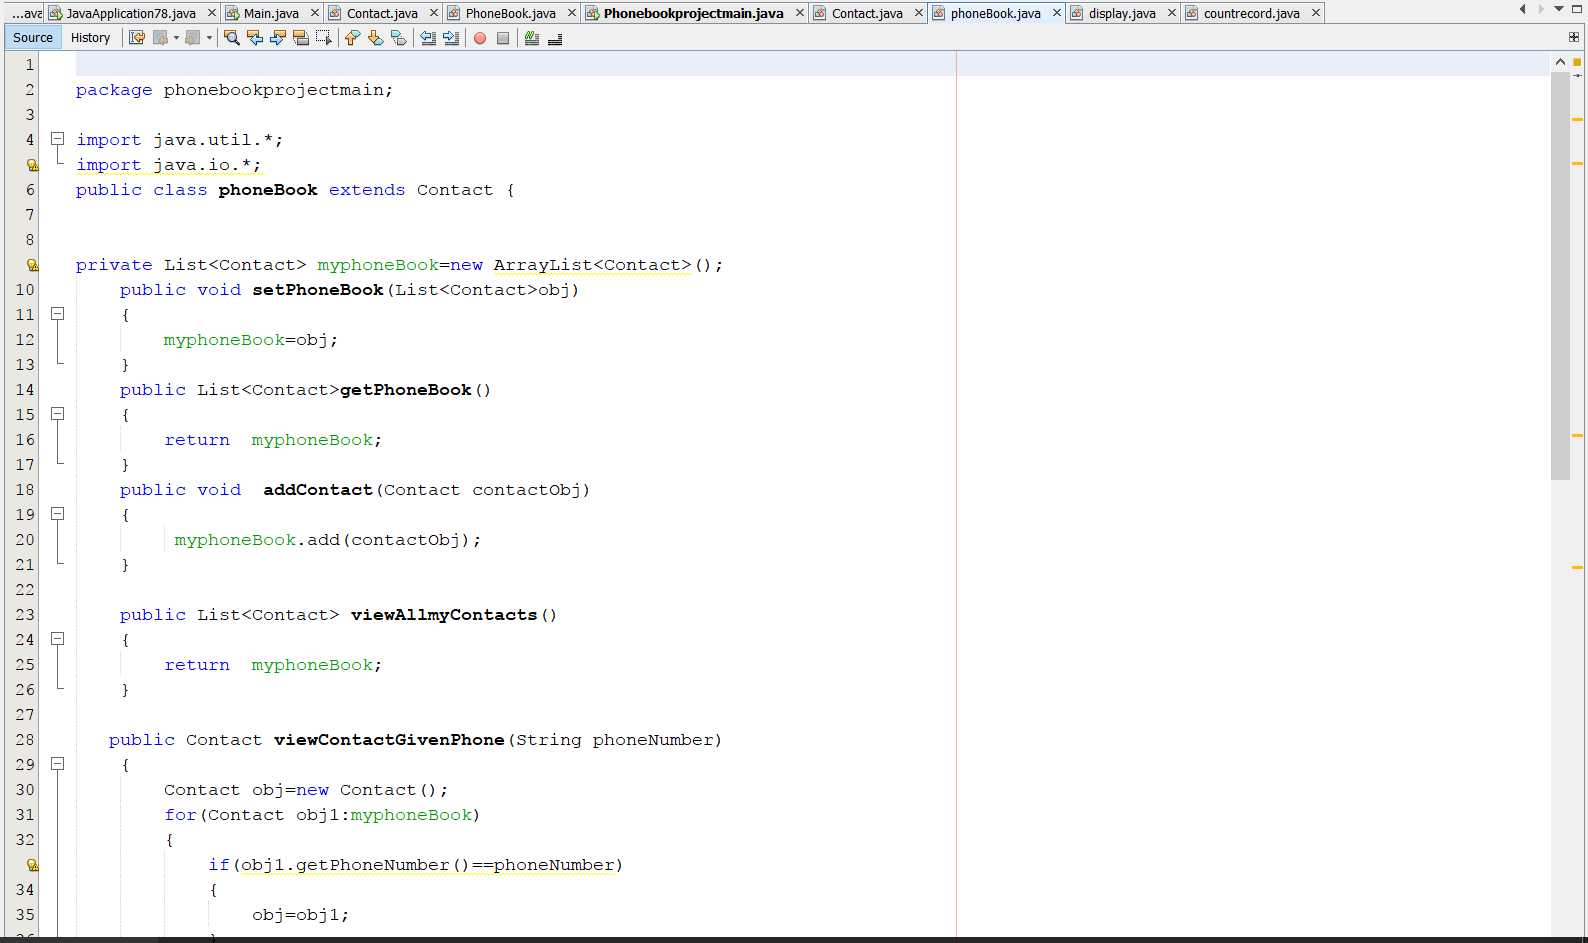 ...ava JavaApplication78.java Main.java Contact.java PhoneBook.java Phonebookprojectmain.java Contact.java phoneBook.java display.java countrecord.java
Source History
1
2 package phonebookprojectmain;
3
4 import java.util.*;
import java.io.*;
6 public class phoneBook extends Contact {
7
8
private List<Contact> myphoneBook=new ArrayList<Contact>();
10 public void setPhoneBook(List<Contact>obj)
11 {
12 myphoneBook=obj;
13 }
14 public List<Contact>getPhoneBook()
15 {
16 return  myphoneBook;
17 }
18 public void  addContact(Contact contactObj)
19 {
20 myphoneBook.add(contactObj);
21 }
22
23 public List<Contact> viewAllmyContacts()
24 {
25 return  myphoneBook;
26 }
27
28 public Contact viewContactGivenPhone(String phoneNumber)
29 {
30 Contact obj=new Contact();
31 for(Contact obj1:myphoneBook)
32 {
if(obj1.getPhoneNumber()==phoneNumber)
34 {
35 obj=obj1;